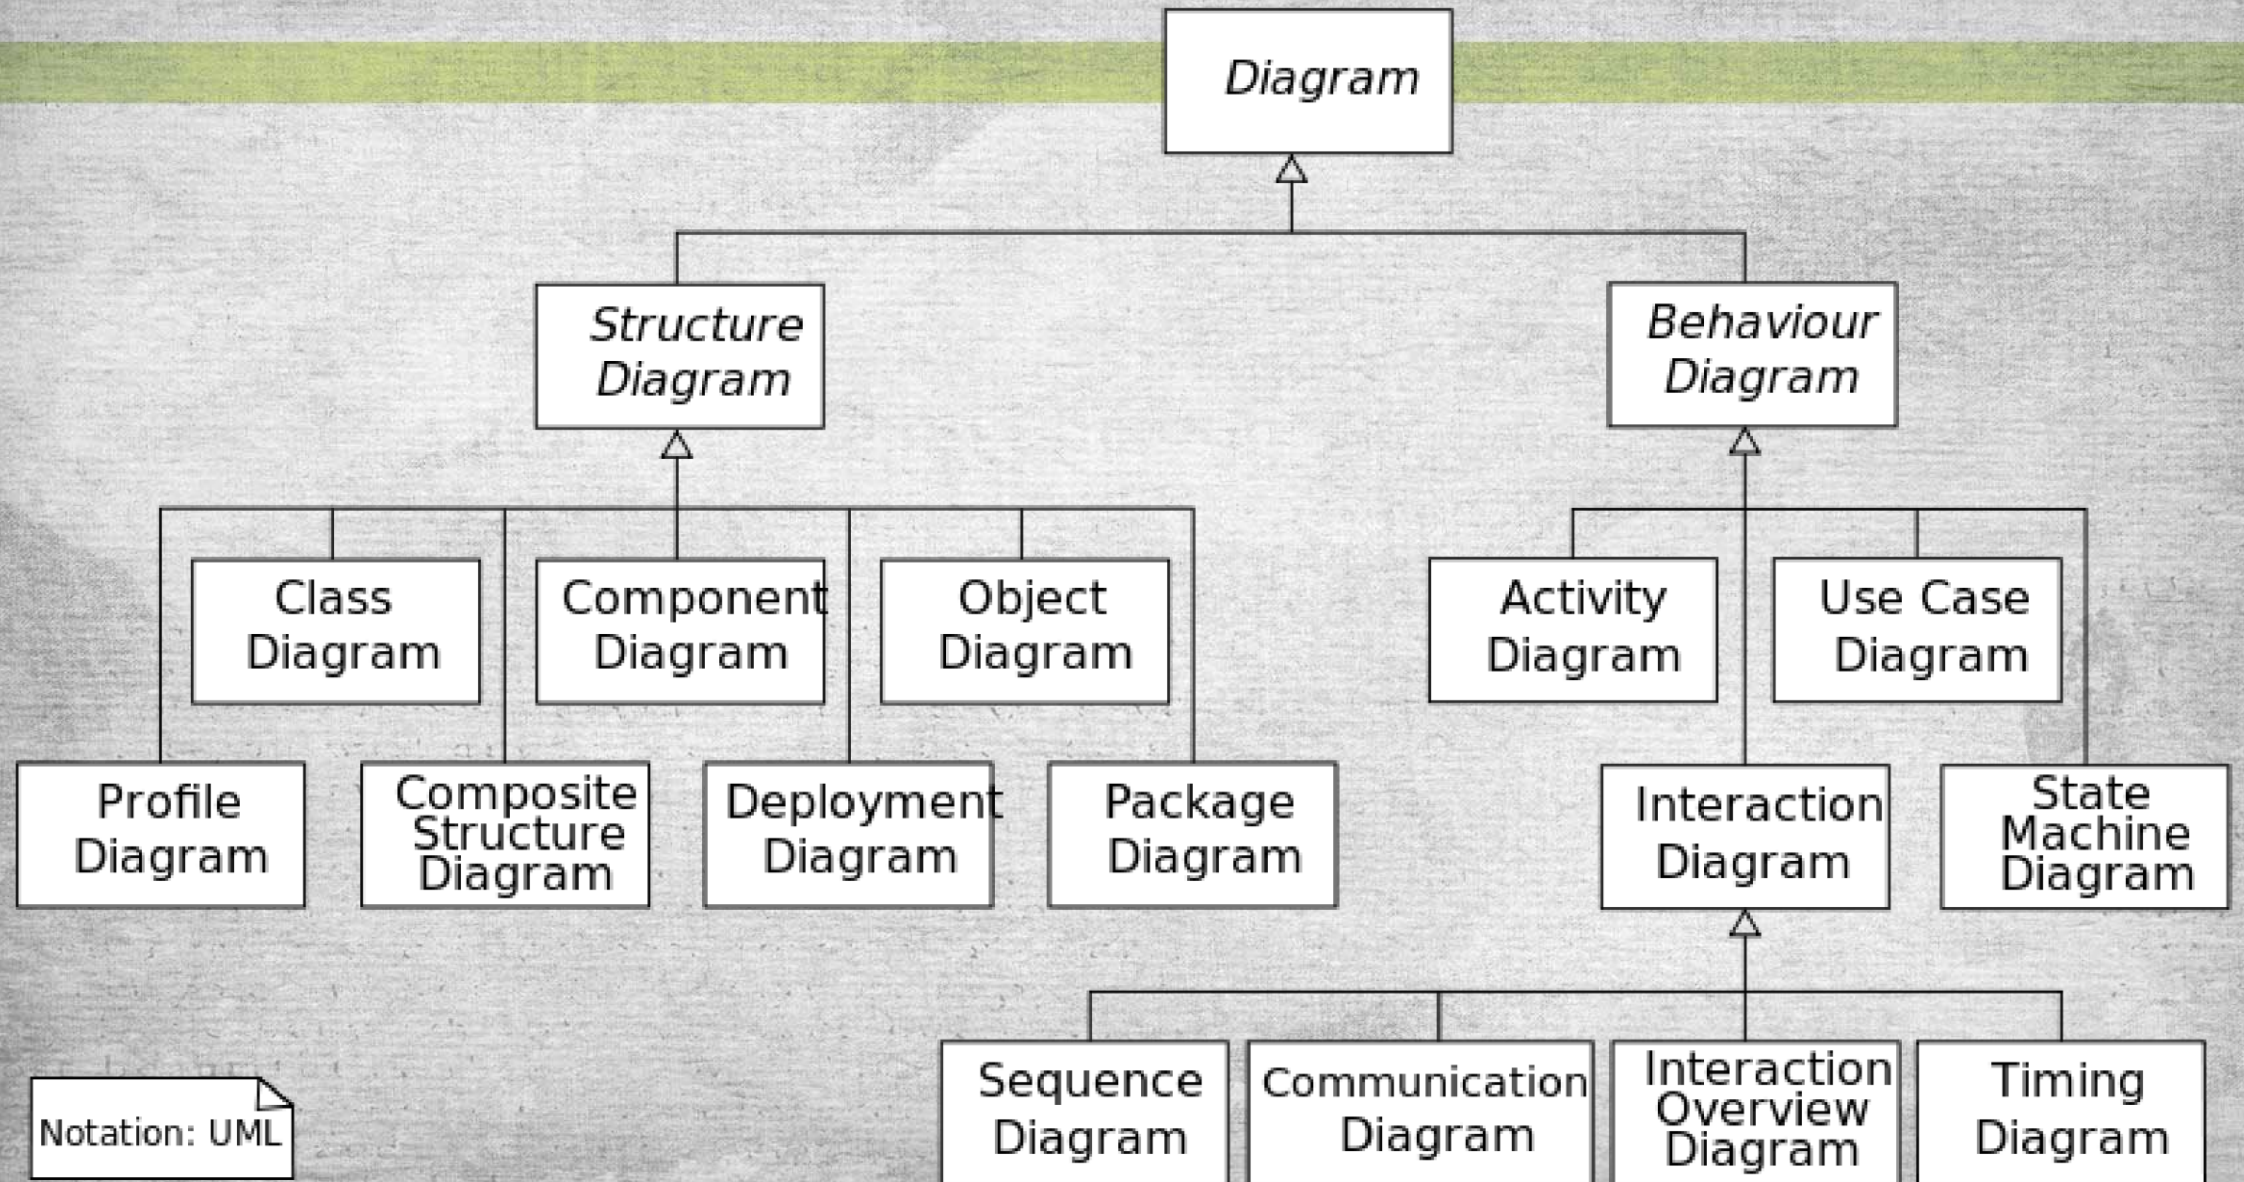 Diagram
Structure
Diagram
Behaviour
Diagram
Class
Diagram
Component
Diagram
Object
Diagram
Activity
Diagram
Use Case
Diagram
Profile
Diagram
Composite
Structure
Diagram
Deployment
Diagram
Package
Diagram
Interaction
Diagram
State
Machine
Diagram
Sequence
Diagram
Communication
Diagram
Interaction
Overview
Diagram
Timing
Diagram
Notation: UML